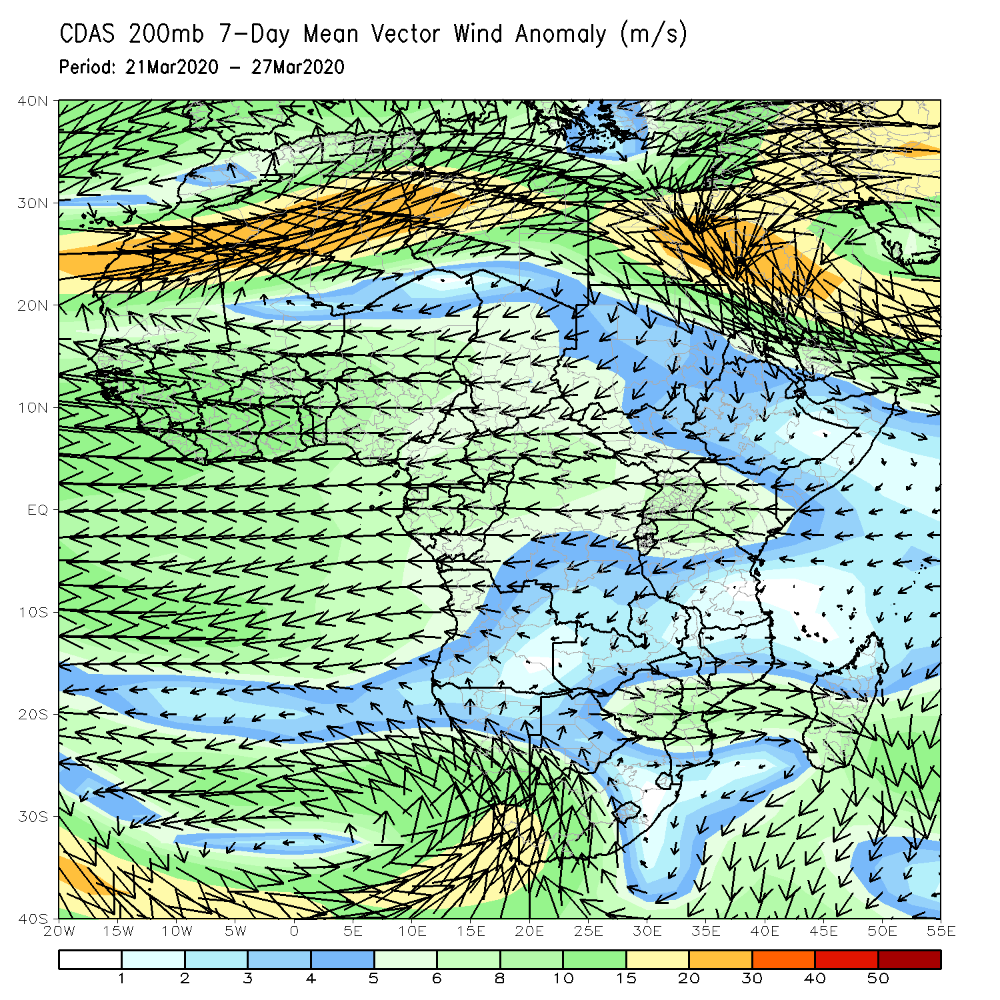 CDAS 200mb 7-Day Mean Vector Wind Anomaly (m/s)
Period: 21Mar2020 - 27Mar2020
40N
30N
20N
10N
EQ
10S
20S
30S
40S
20W 15W 10W 5W 0 5E 10E 15E 20E 25E 30E 35E 40E 45E 50E 55E
1 2 3 4 5 6 8 10 15 20 30 40 50